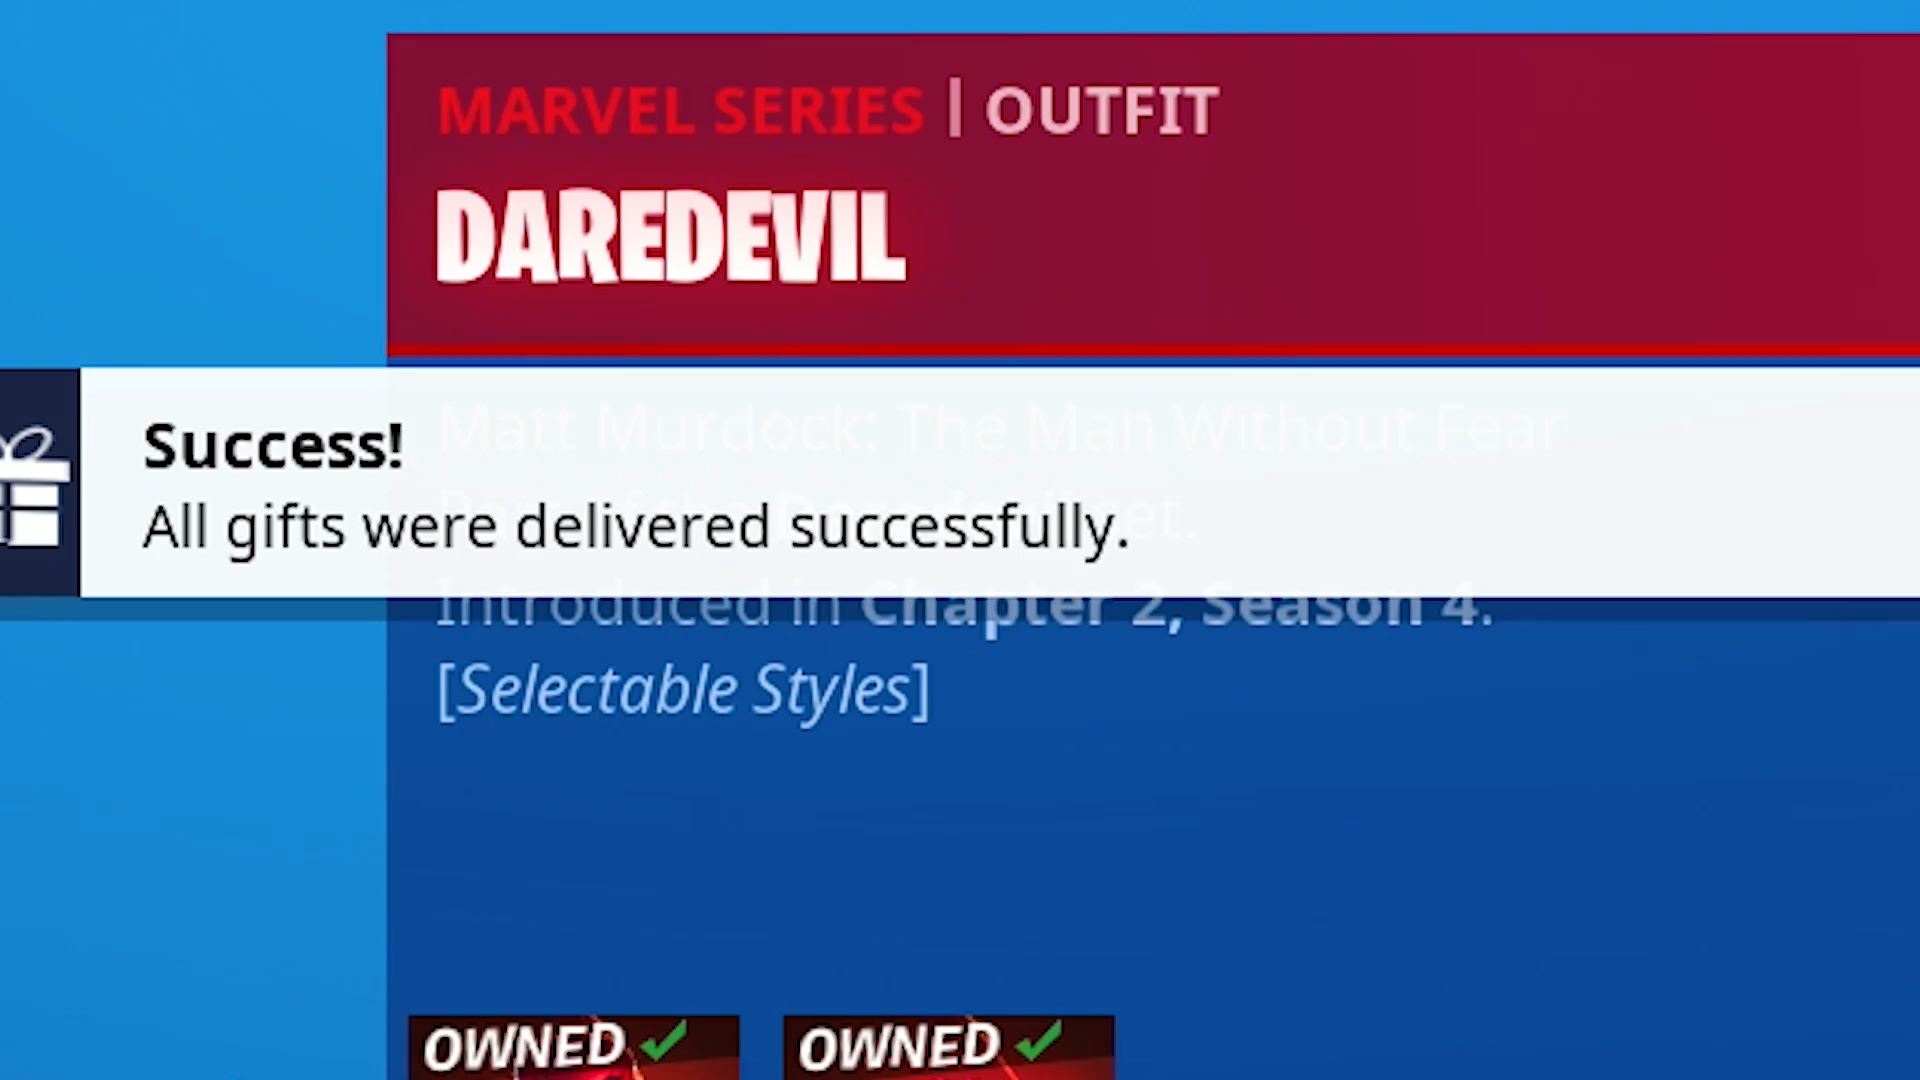 MARVEL SERIES | OUTFIT
DAREDEVIL
Matt Murdock: The Man Without Fear
Success!
All gifts were delivered successfully.
Introduced in Chapter 2, Season 4.
[Selectable Styles]
OWNED
OWNED